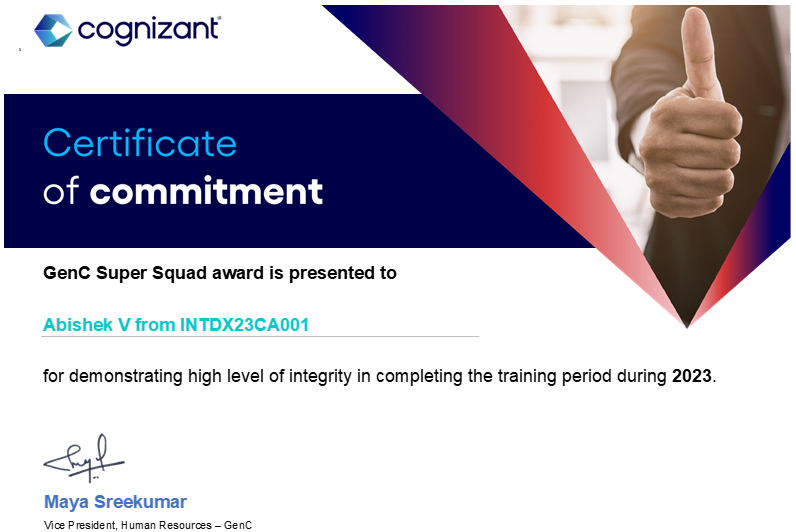 cognizant®
Certificate
of commitment
GenC Super Squad award is presented to
Abishek V from INTDX23CA001
for demonstrating high level of integrity in completing the training period during 2023.
Maya Sreekumar
Vice President, Human Resources – GenC